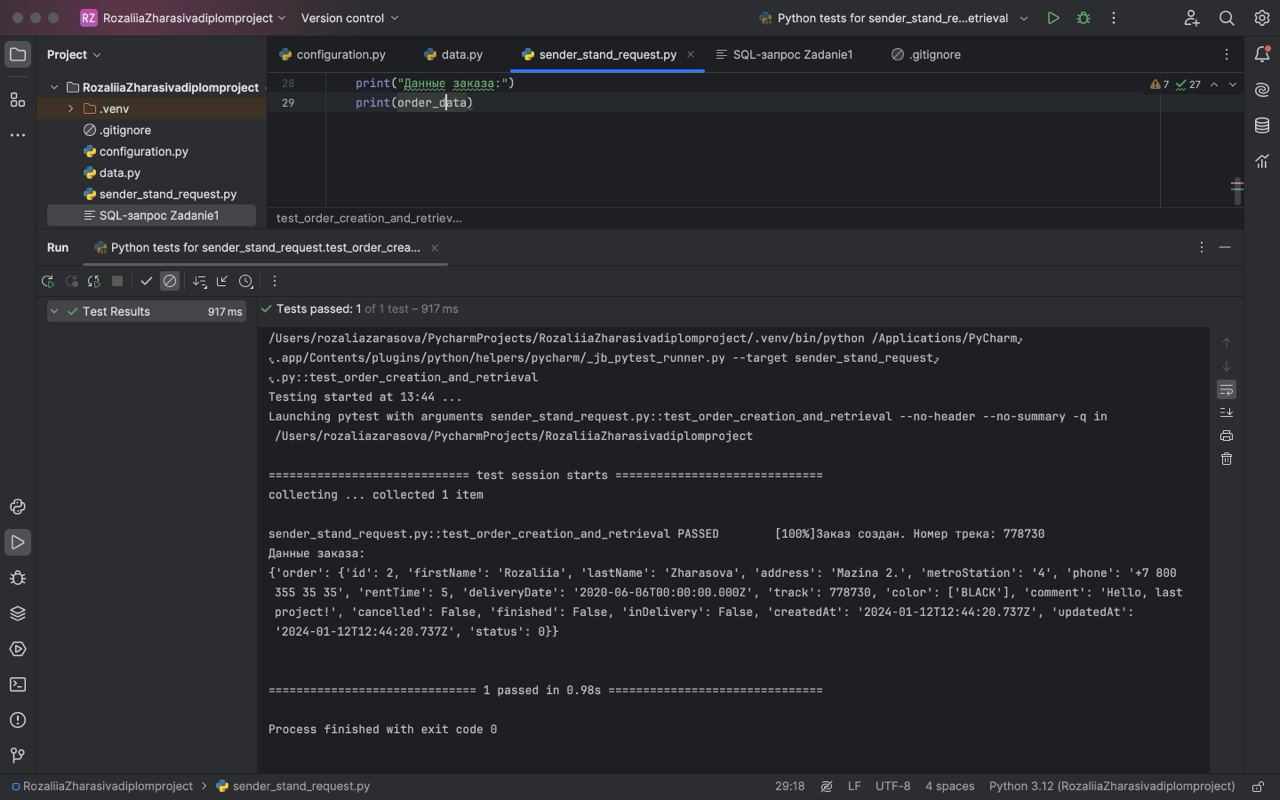 RZ RozaliiaZharasivadiplomproject Version control Python tests for sender_stand_re...etrieval
Project
RozaliiaZharasivadiplomproject
.venv
.gitignore
configuration.py
data.py
sender_stand_request.py
SQL-запрос Zadanie1
configuration.py data.py sender_stand_request.py SQL-запрос Zadanie1 .gitignore
28 print("Данные заказа:")
7 27
29 print(order_data)
test_order_creation_and_retriev...
Run Python tests for sender_stand_request.test_order_crea...
Test Results 917 ms
Tests passed: 1 of 1 test – 917 ms
/Users/rozaliazarasova/PycharmProjects/RozaliiaZharasivadiplomproject/.venv/bin/python /Applications/PyCharm
.app/Contents/plugins/python/helpers/pycharm/_jb_pytest_runner.py --target sender_stand_request
.py::test_order_creation_and_retrieval
Testing started at 13:44 ...
Launching pytest with arguments sender_stand_request.py::test_order_creation_and_retrieval --no-header --no-summary -q in
/Users/rozaliazarasova/PycharmProjects/RozaliiaZharasivadiplomproject
============================= test session starts ==============================
collecting ... collected 1 item
sender_stand_request.py::test_order_creation_and_retrieval PASSED [100%]Заказ создан. Номер трека: 778730
Данные заказа:
{'order': {'id': 2, 'firstName': 'Rozaliia', 'lastName': 'Zharasova', 'address': 'Mazina 2.', 'metroStation': '4', 'phone': '+7 800
355 35 35', 'rentTime': 5, 'deliveryDate': '2020-06-06T00:00:00.000Z', 'track': 778730, 'color': ['BLACK'], 'comment': 'Hello, last
project!', 'cancelled': False, 'finished': False, 'inDelivery': False, 'createdAt': '2024-01-12T12:44:20.737Z', 'updatedAt':
'2024-01-12T12:44:20.737Z', 'status': 0}}
============================== 1 passed in 0.98s ===============================
Process finished with exit code 0
RozaliiaZharasivadiplomproject > sender_stand_request.py 29:18 LF UTF-8 4 spaces Python 3.12 (RozaliiaZharasivadiplomproject)